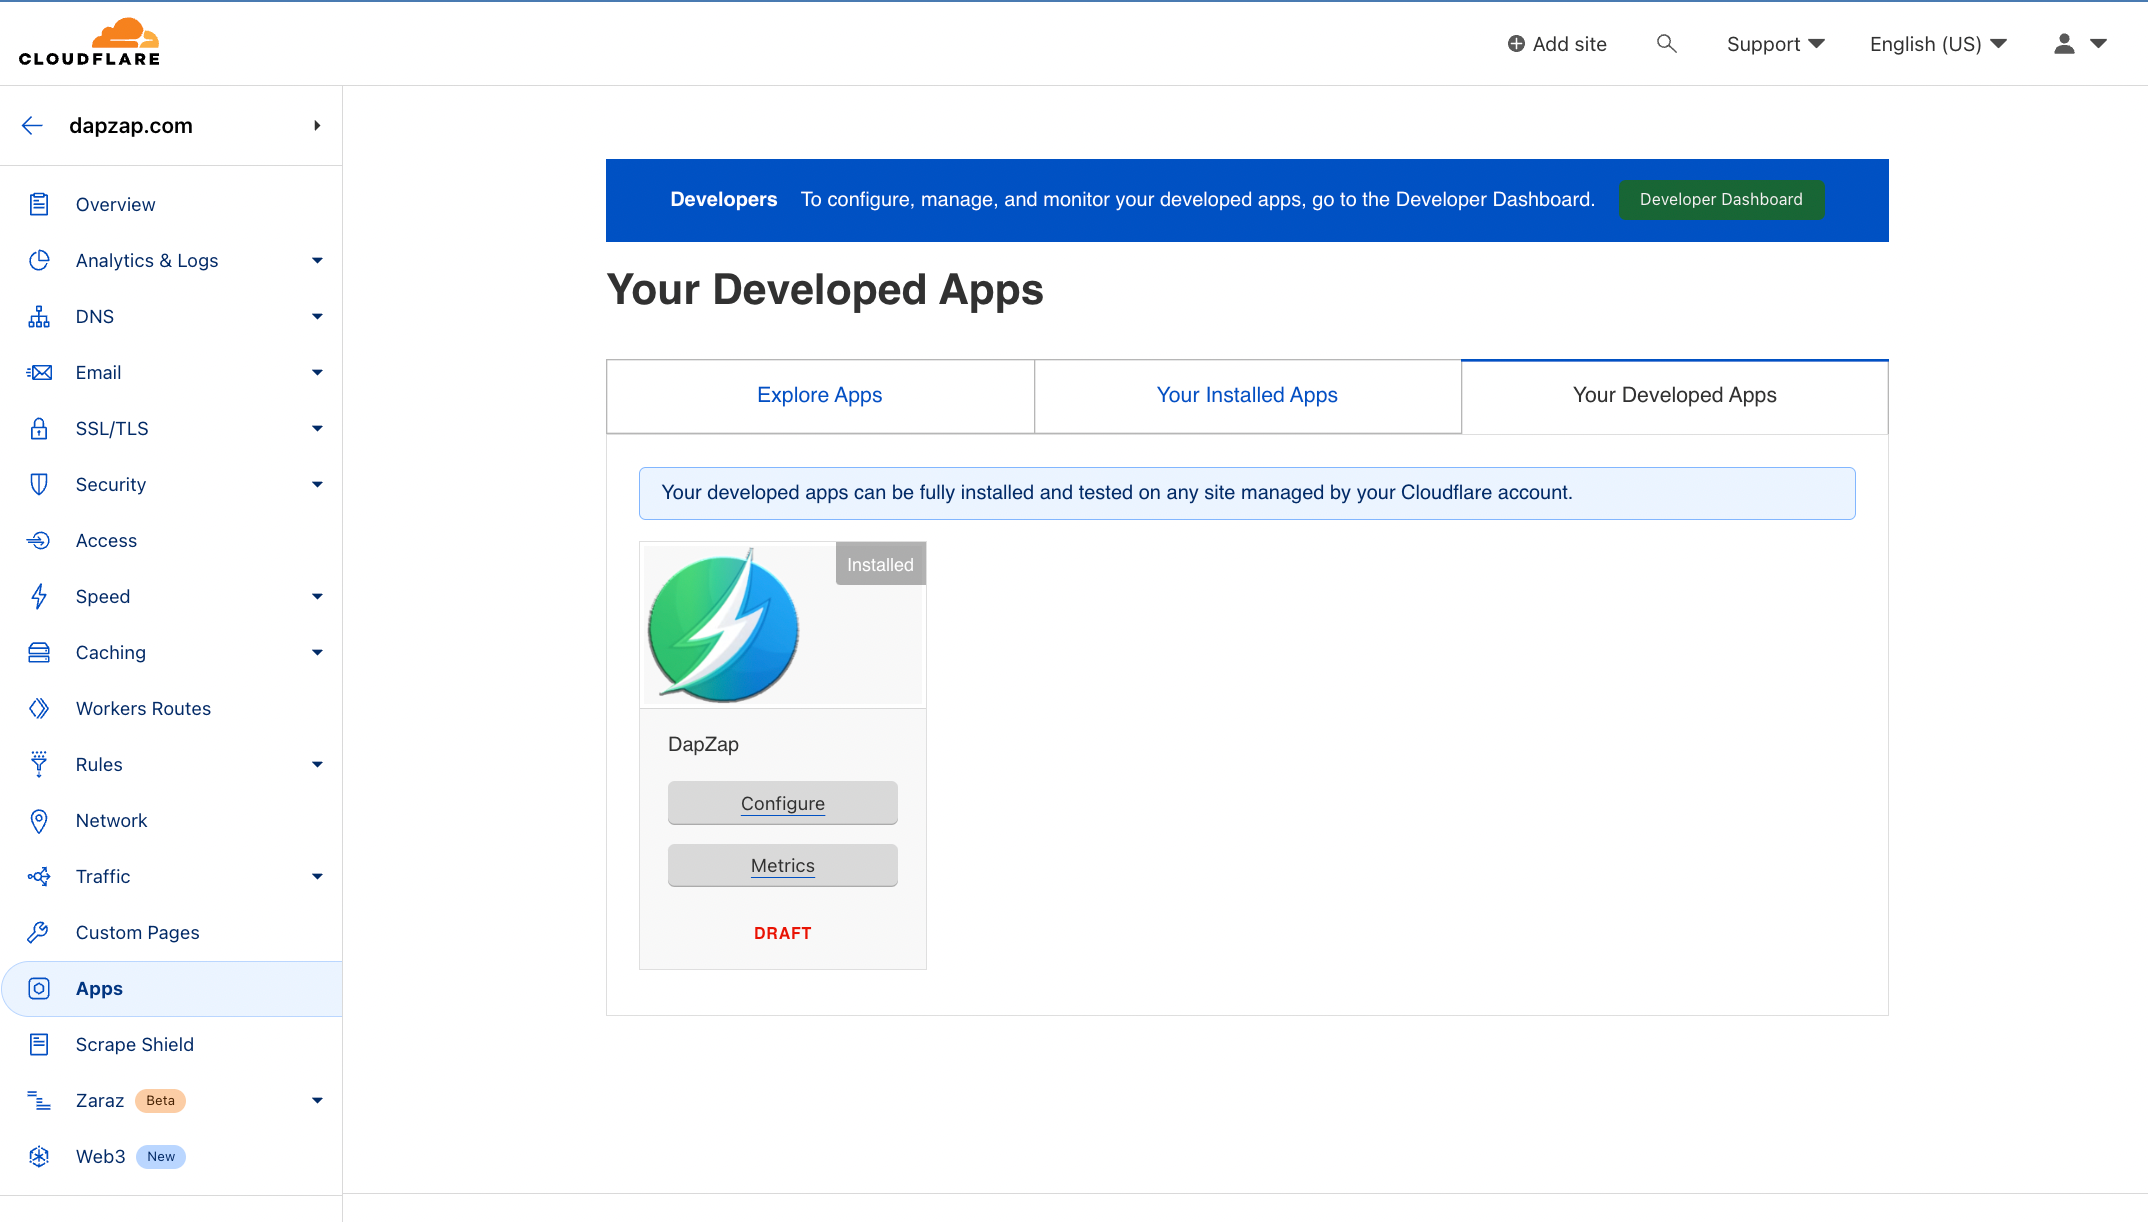 CLOUDFLARE
Add site
Support
English (US)
dapzap.com
Overview
Analytics & Logs
DNS
Email
SSL/TLS
Security
Access
Speed
Caching
Workers Routes
Rules
Network
Traffic
Custom Pages
Apps
Scrape Shield
Zaraz Beta
Web3 New
Developers To configure, manage, and monitor your developed apps, go to the Developer Dashboard. Developer Dashboard
Your Developed Apps
Explore Apps
Your Installed Apps
Your Developed Apps
Your developed apps can be fully installed and tested on any site managed by your Cloudflare account.
Installed
DapZap
Configure
Metrics
DRAFT